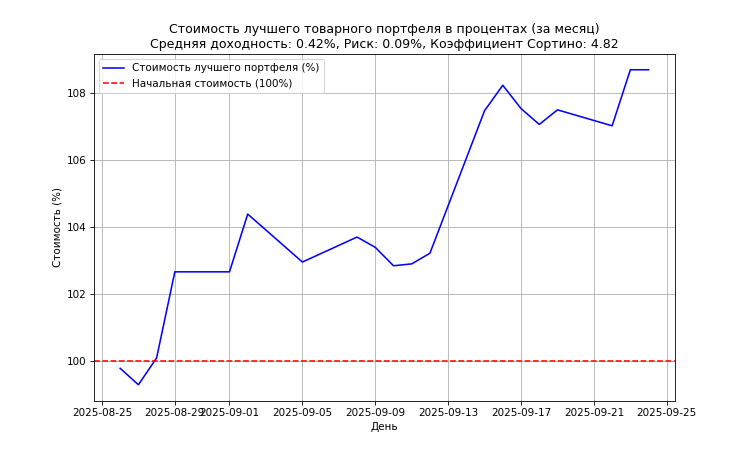 Стоимость лучшего товарного портфеля в процентах (за месяц)
Средняя доходность: 0.42%, Риск: 0.09%, Коэффициент Сортино: 4.82
Стоимость лучшего портфеля (%)
Начальная стоимость (100%)
Стоимость (%)
108
106
104
102
100
2025-08-25 2025-08-29 2025-09-01 2025-09-05 2025-09-09 2025-09-13 2025-09-17 2025-09-21 2025-09-25
День